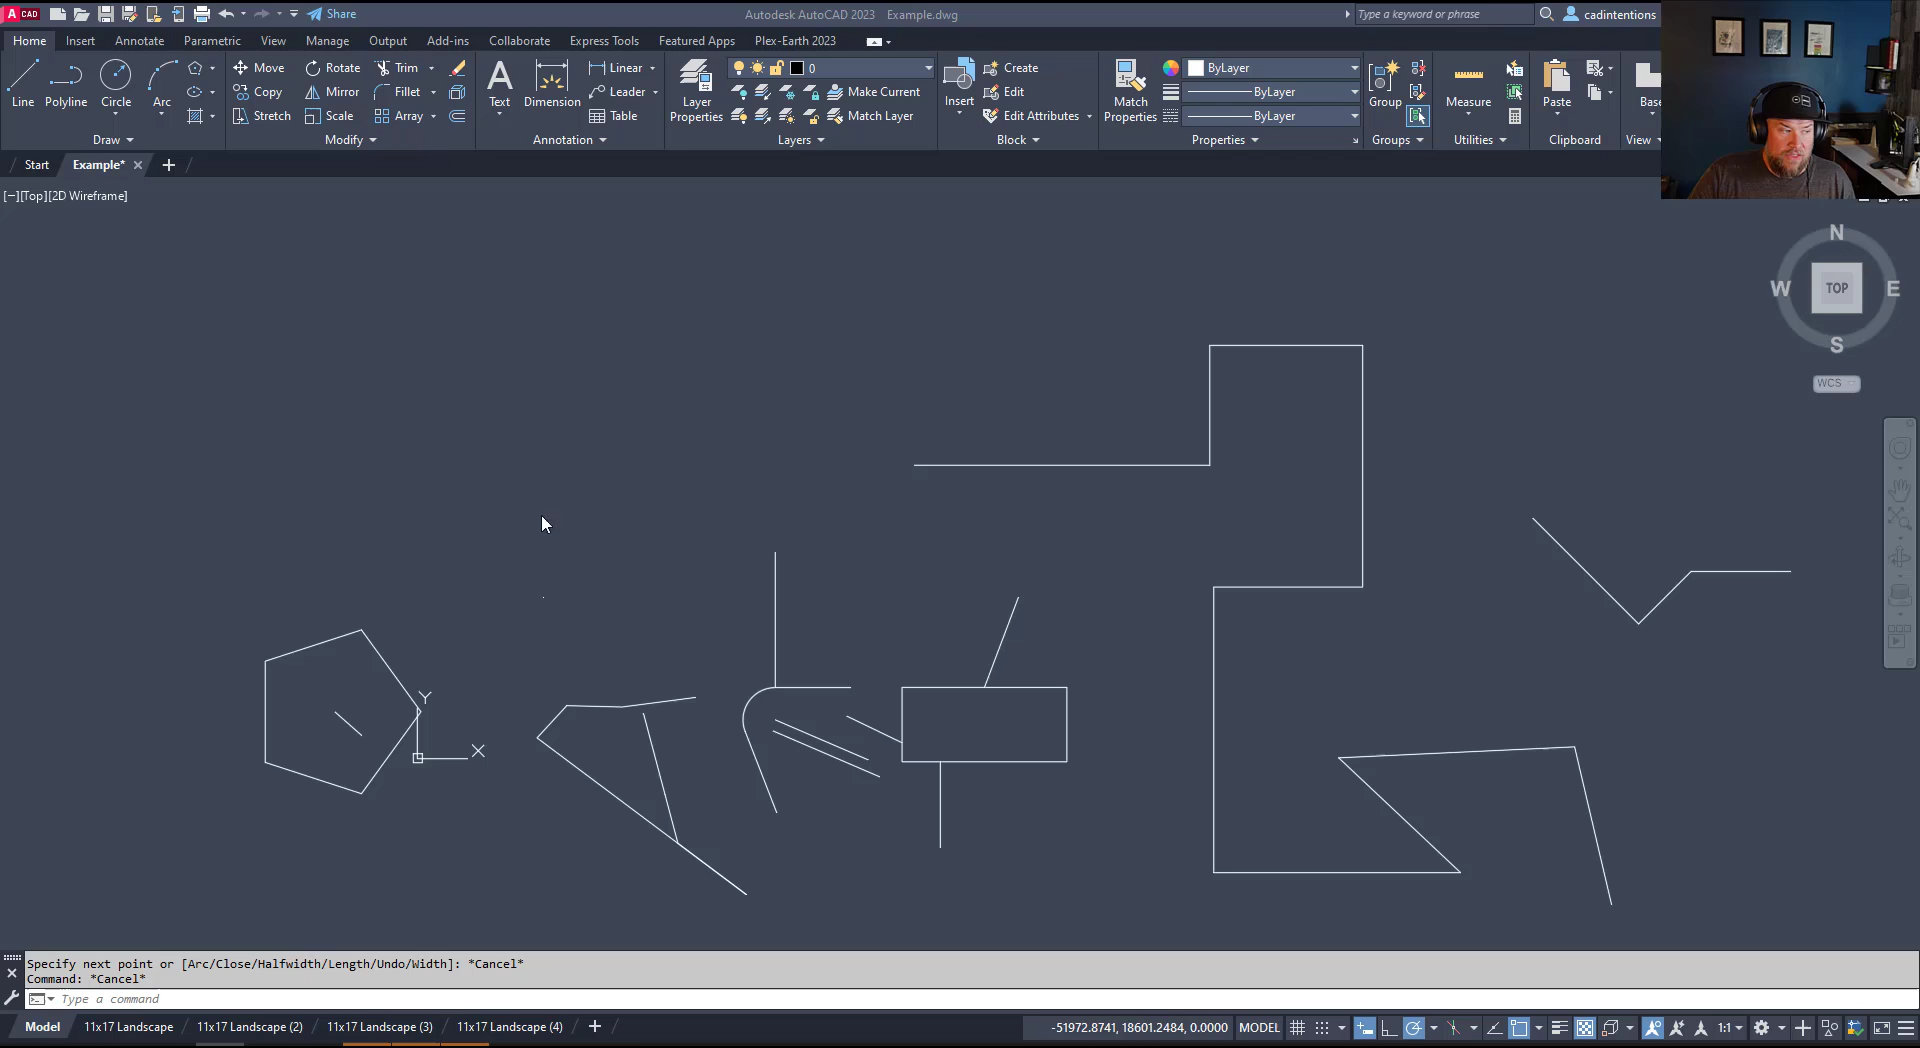 A CAD
Share
Autodesk AutoCAD 2023 Example.dwg
Type a keyword or phrase
cadintentions
Home Insert Annotate Parametric View Manage Output Add-ins Collaborate Express Tools Featured Apps Plex-Earth 2023
Line
Polyline
Circle
Arc
Draw
Move
Rotate
Trim
Copy
Mirror
Fillet
Stretch
Scale
Array
Modify
Text
Dimension
Linear
Leader
Table
Annotation
Layer
Properties
0
Make Current
Match Layer
Layers
Insert
Create
Edit
Edit Attributes
Block
Match
Properties
ByLayer
ByLayer
ByLayer
Properties
Group
Groups
Measure
Utilities
Paste
Clipboard
Base
View
Start
Example*
[−][Top][2D Wireframe]
N
W
TOP
E
S
WCS
Y
X
Specify next point or [Arc/Close/Halfwidth/Length/Undo/Width]: *Cancel*
Command: *Cancel*
Type a command
Model 11x17 Landscape 11x17 Landscape (2) 11x17 Landscape (3) 11x17 Landscape (4)
-51972.8741, 18601.2484, 0.0000 MODEL 1:1